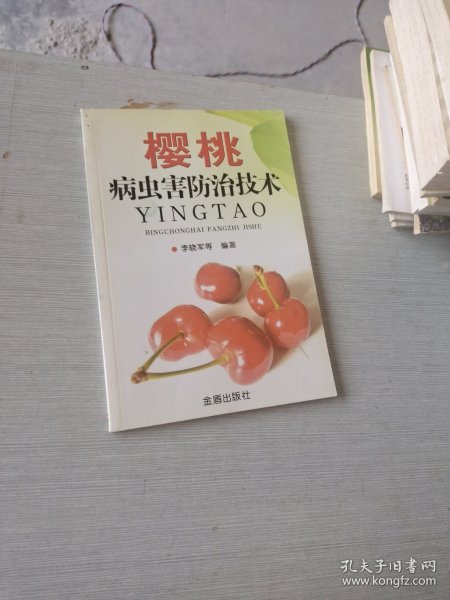 樱桃
病虫害防治技术
YINGTAO
BINGCHONGHAI FANGZHI JISHU
李晓军等 编著
金盾出版社
孔夫子旧书网
www.kongfz.com